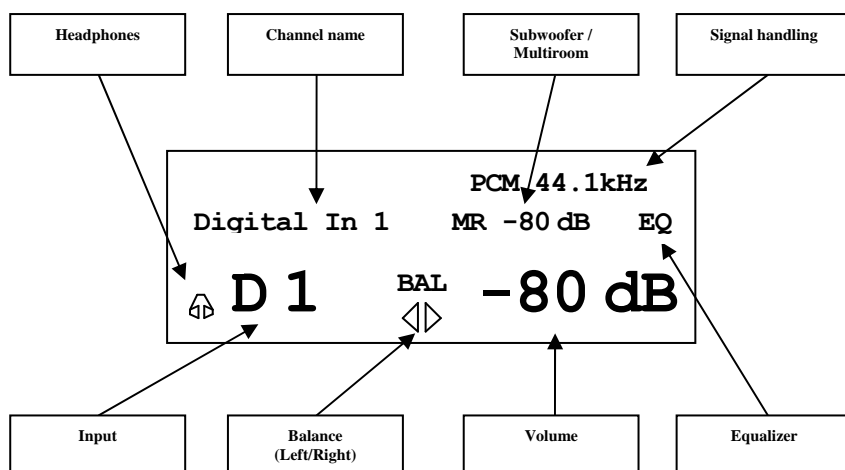 Headphones
Channel name
Subwoofer /
Multiroom
Signal handling
PCM 44.1kHz
Digital In 1 MR -80 dB EQ
D 1 BAL -80 dB
Input
Balance
(Left/Right)
Volume
Equalizer